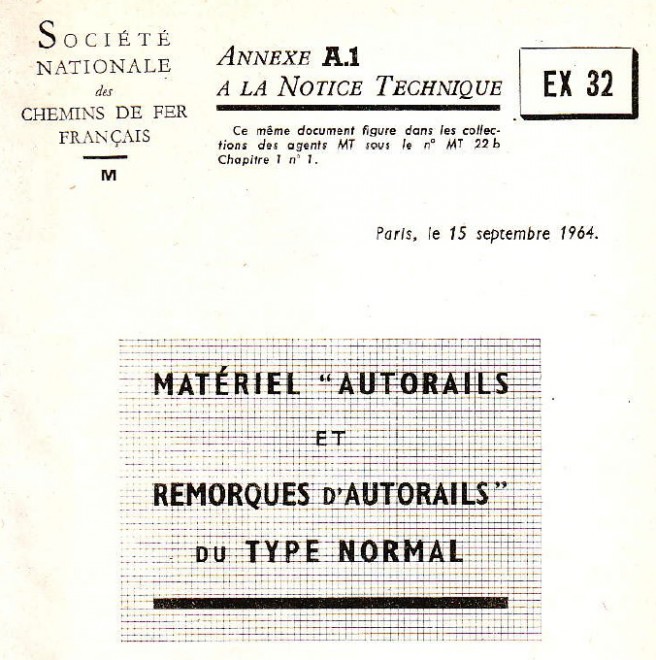 SOCIÉTÉ
NATIONALE
des
CHEMINS DE FER
FRANÇAIS
M
ANNEXE A.1
A LA NOTICE TECHNIQUE
Ce même document figure dans les collec-
tions des agents MT sous le n° MT 22 b
Chapitre 1 n° 1.
EX 32
Paris, le 15 septembre 1964.
MATÉRIEL "AUTORAILS
ET
REMORQUES D'AUTORAILS"
DU TYPE NORMAL